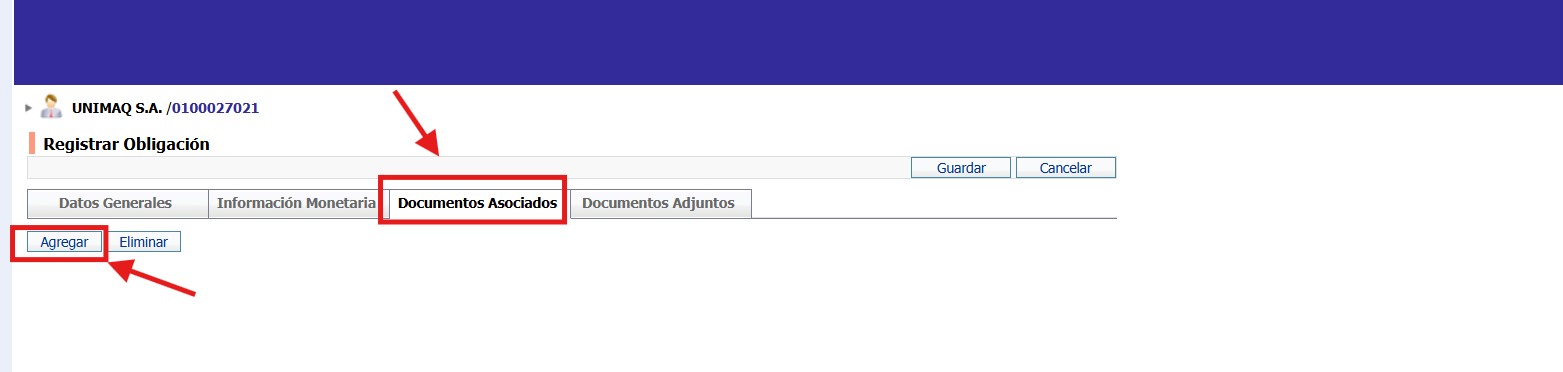 UNIMAQ S.A. /0100027021
Registrar Obligación
Guardar Cancelar
Datos Generales Información Monetaria Documentos Asociados Documentos Adjuntos
Agregar Eliminar